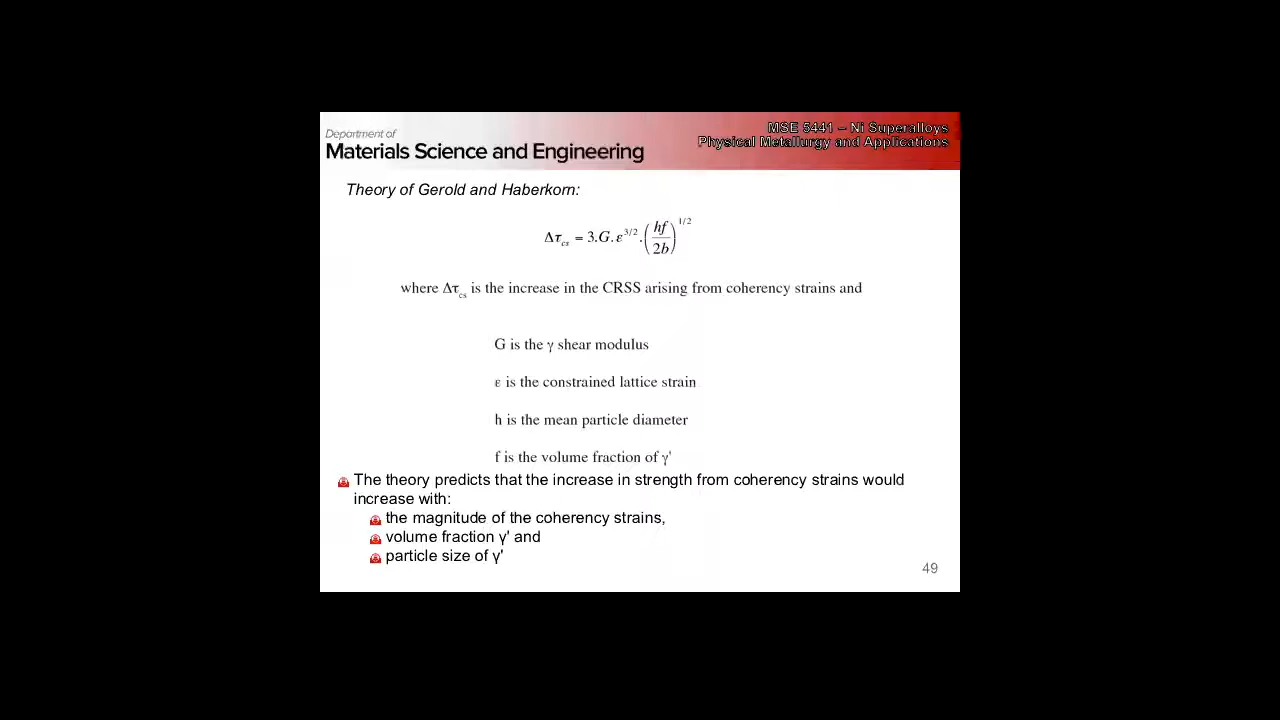 Department of
Materials Science and Engineering
MSE 5441 – Ni Superalloys
Physical Metallurgy and Applications
Theory of Gerold and Haberkorn:
Δτcs = 3.G.ε^3/2.(hf/2b)^1/2
where Δτcs is the increase in the CRSS arising from coherency strains and
G is the γ shear modulus
ε is the constrained lattice strain
h is the mean particle diameter
f is the volume fraction of γ'
The theory predicts that the increase in strength from coherency strains would
increase with:
the magnitude of the coherency strains,
volume fraction γ' and
particle size of γ'
49